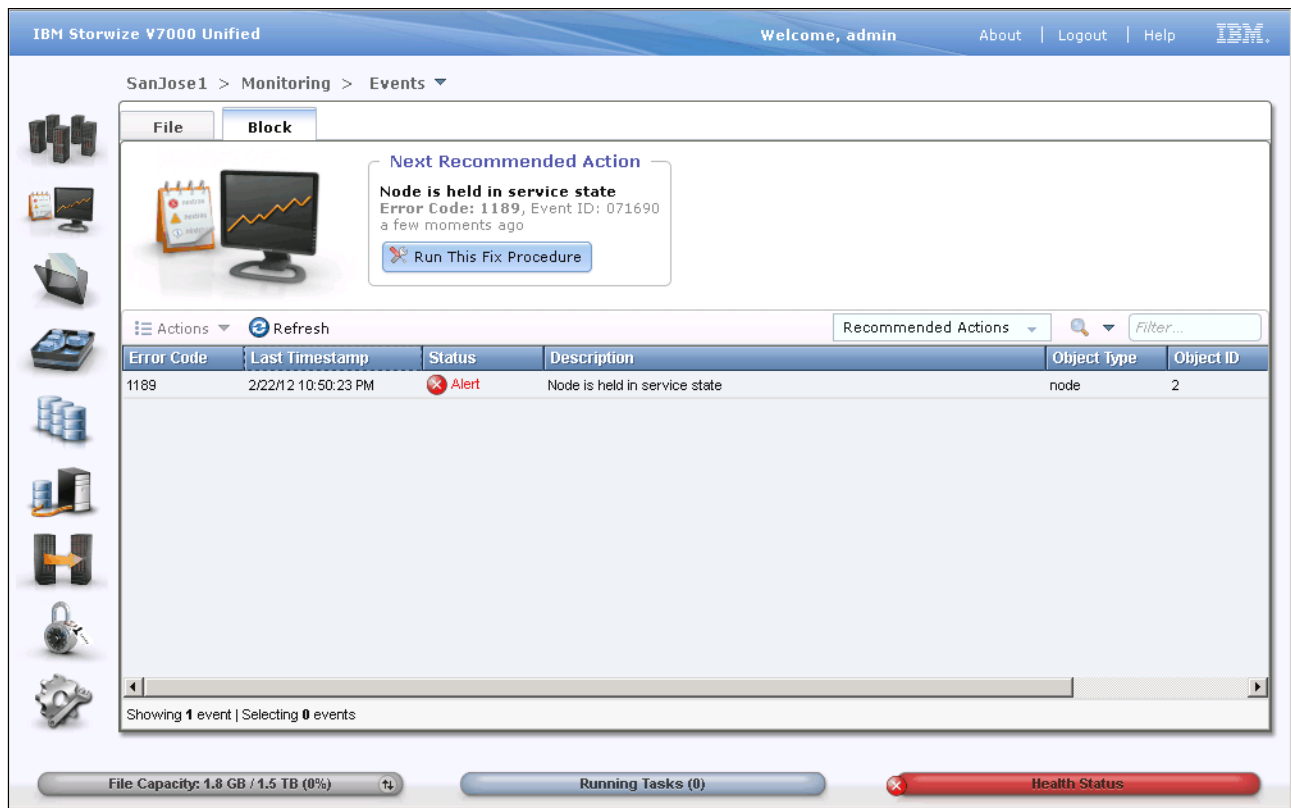 IBM Storwize V7000 Unified
Welcome, admin
About | Logout | Help
IBM.
SanJose1 > Monitoring > Events
File
Block
Next Recommended Action
Node is held in service state
Error Code: 1189, Event ID: 071690
a few moments ago
Run This Fix Procedure
Actions
Refresh
Recommended Actions
Filter...
Error Code Last Timestamp Status Description Object Type Object ID
1189 2/22/12 10:50:23 PM Alert Node is held in service state node 2
Showing 1 event | Selecting 0 events
File Capacity: 1.8 GB / 1.5 TB (0%)
Running Tasks (0)
Health Status